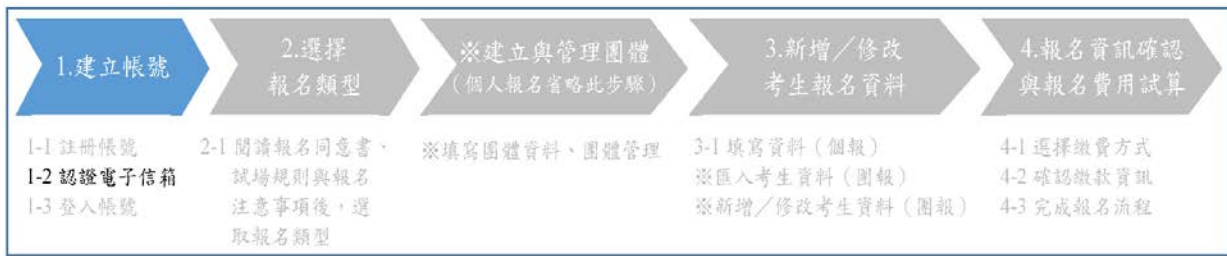 1.建立帳號
2.選擇
報名類型
※建立與管理團體
（個人報名省略此步驟）
3.新增／修改
考生報名資料
4.報名資訊確認
與報名費用試算
1-1 註冊帳號
1-2 認證電子信箱
1-3 登入帳號
2-1 閱讀報名同意書、
試場規則與報名
注意事項後，選
取報名類型
※填寫團體資料、團體管理
3-1 填寫資料（個報）
※匯入考生資料（團報）
※新增／修改考生資料（團報）
4-1 選擇繳費方式
4-2 確認繳款資訊
4-3 完成報名流程